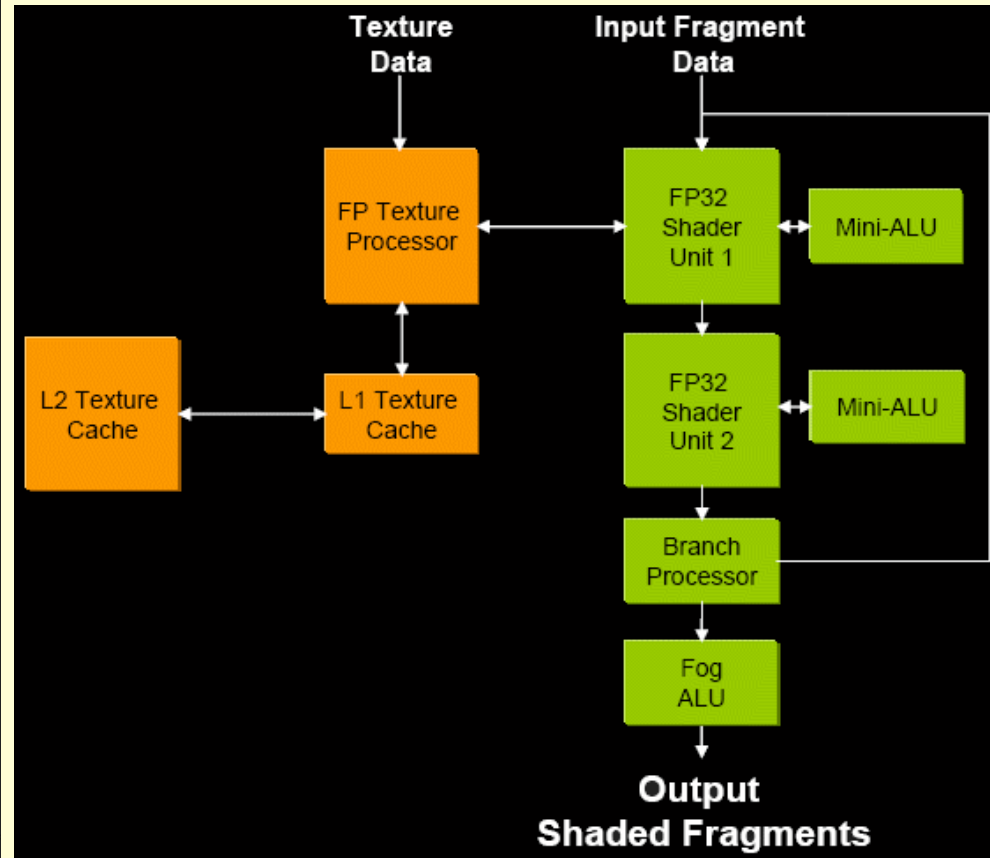 Texture
Data
Input Fragment
Data
FP Texture
Processor
FP32
Shader
Unit 1
Mini-ALU
L2 Texture
Cache
L1 Texture
Cache
FP32
Shader
Unit 2
Mini-ALU
Branch
Processor
Fog
ALU
Output
Shaded Fragments